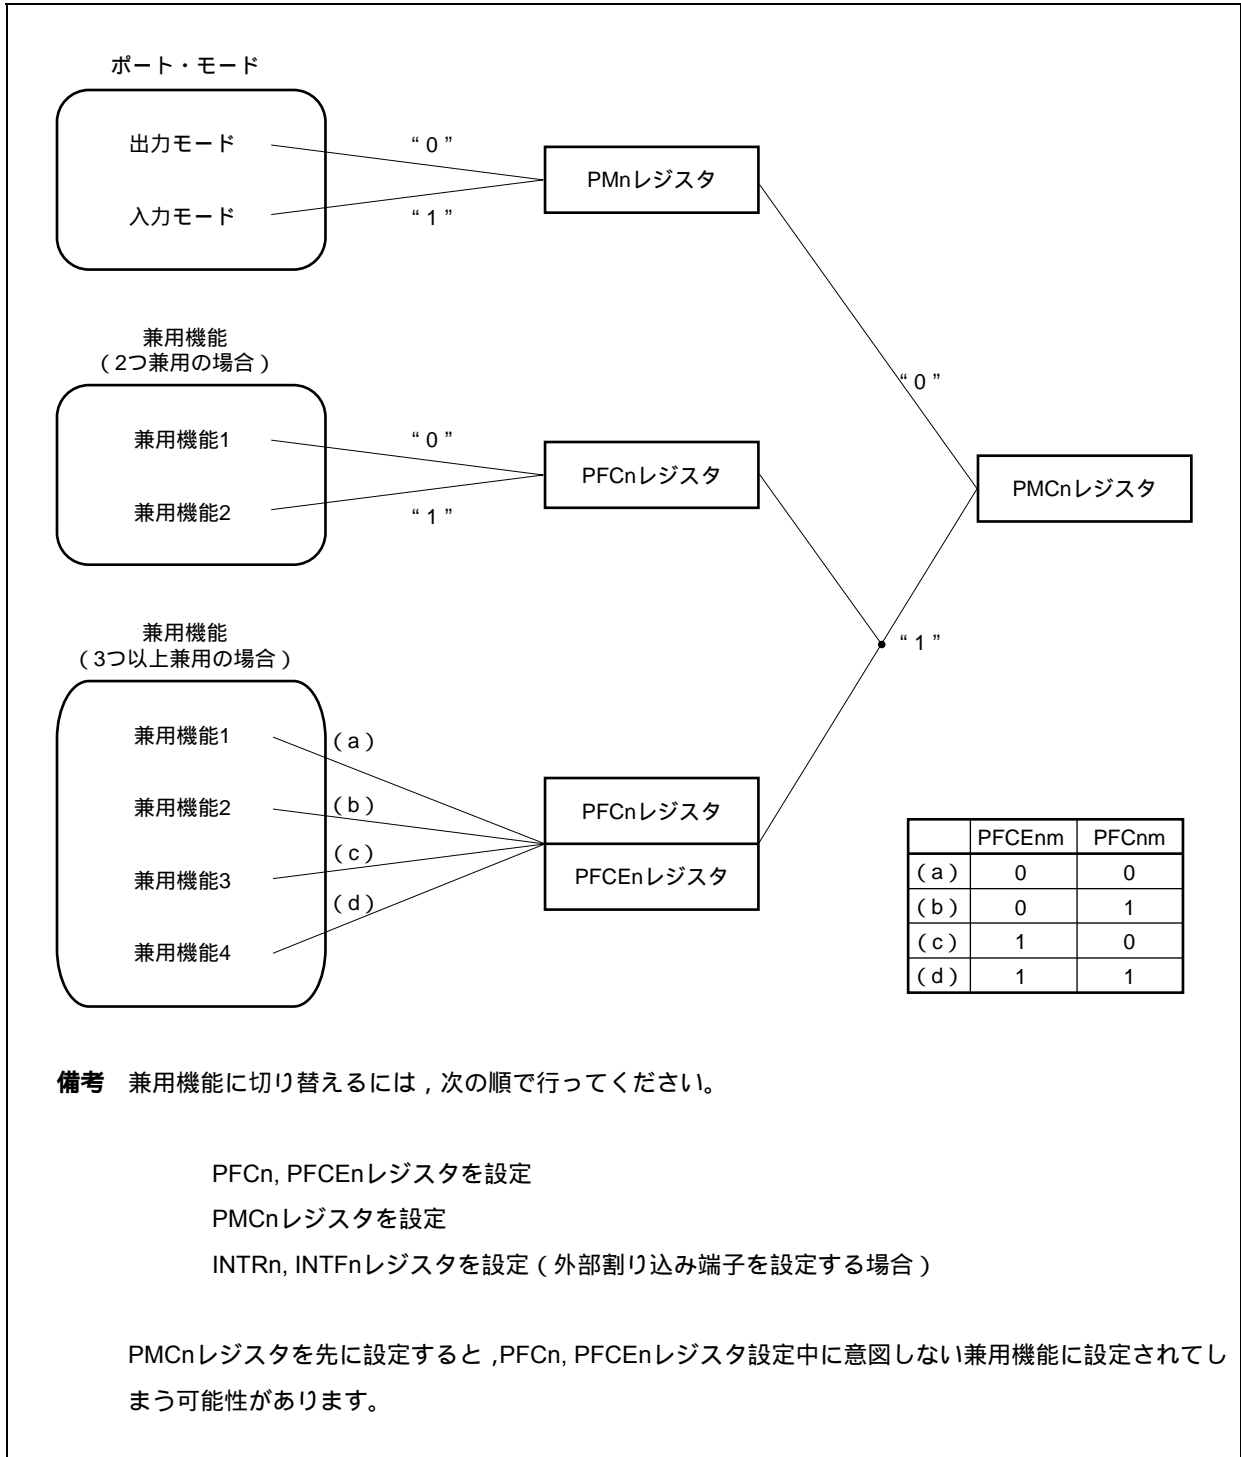 ポート・モード
出力モード
“0”
入力モード
“1”
PMnレジスタ
“0”
兼用機能
（2つ兼用の場合）
兼用機能1
“0”
兼用機能2
“1”
PFCnレジスタ
PMCnレジスタ
“1”
兼用機能
（3つ以上兼用の場合）
兼用機能1
（a）
兼用機能2
（b）
兼用機能3
（c）
兼用機能4
（d）
PFCnレジスタ
PFCEnレジスタ
PFCEnm PFCnm
（a） 0 0
（b） 0 1
（c） 1 0
（d） 1 1
備考 兼用機能に切り替えるには，次の順で行ってください。
PFCn, PFCEnレジスタを設定
PMCnレジスタを設定
INTRn, INTFnレジスタを設定（外部割り込み端子を設定する場合）
PMCnレジスタを先に設定すると，PFCn, PFCEnレジスタ設定中に意図しない兼用機能に設定されてし
まう可能性があります。